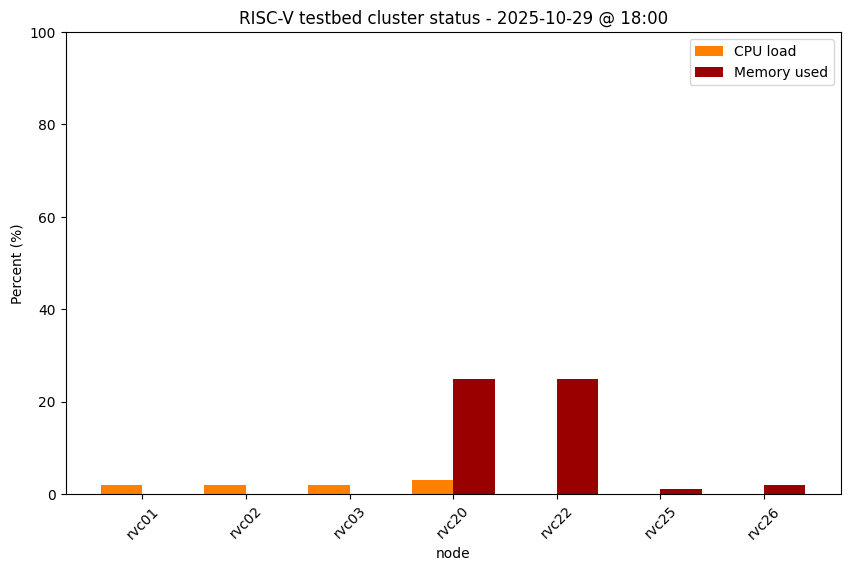 RISC-V testbed cluster status - 2025-10-29 @ 18:00
CPU load
Memory used
Percent (%)
100
80
60
40
20
0
rvc01
rvc02
rvc03
rvc20
rvc22
rvc25
rvc26
node